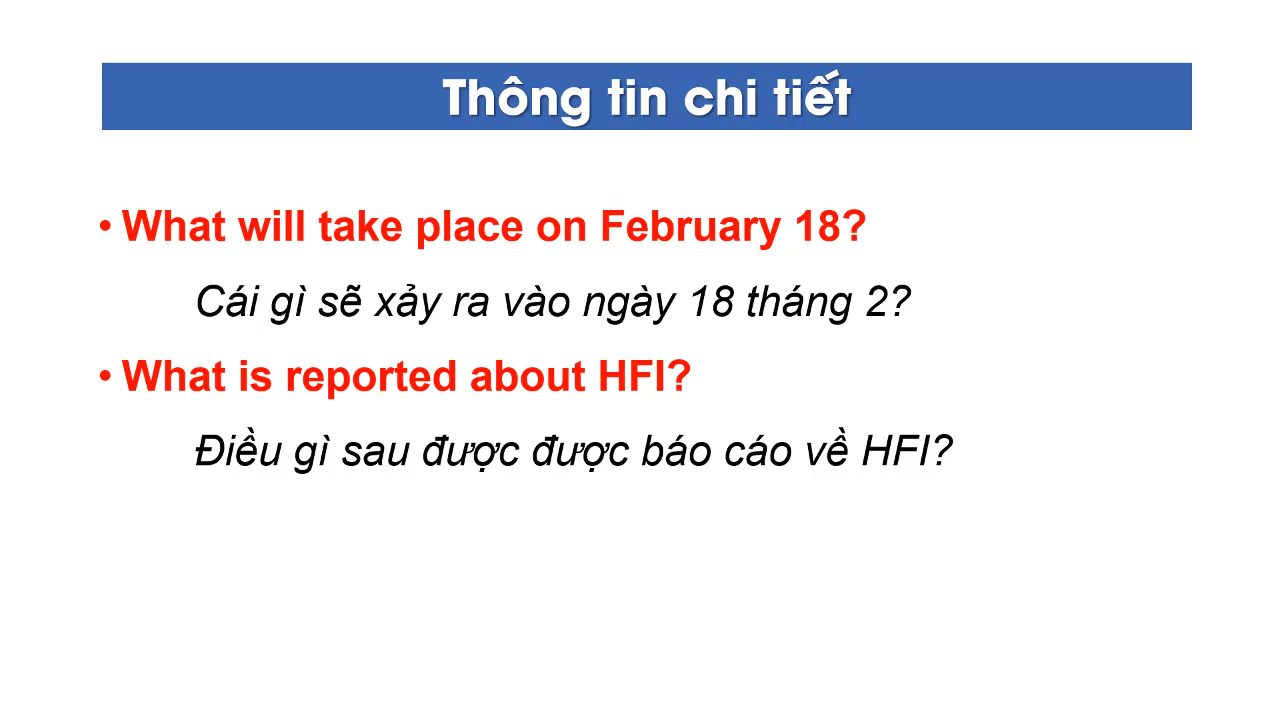 Thông tin chi tiết
• What will take place on February 18?
Cái gì sẽ xảy ra vào ngày 18 tháng 2?
• What is reported about HFI?
Điều gì sau được được báo cáo về HFI?